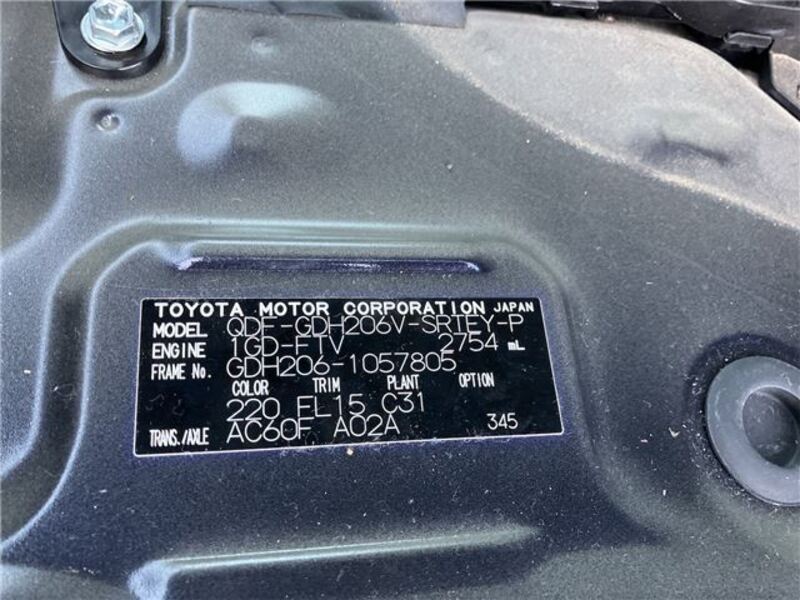 TOYOTA MOTOR CORPORATION JAPAN
MODEL QDF-GDH206V-SRTEY-P
ENGINE 1GD-FTV 2754 mL
FRAME No. GDH206-1057805
COLOR TRIM PLANT OPTION
220 FL15 C31
TRANS./AXLE AC60F A02A 345